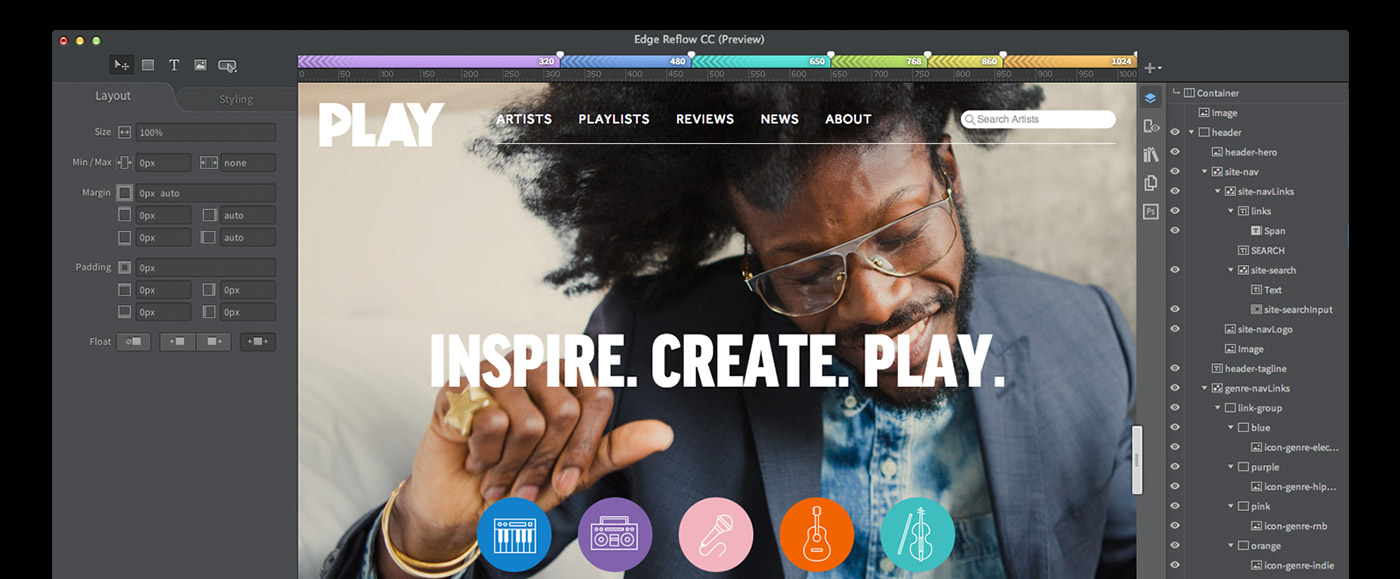 Edge Reflow CC (Preview)
T
320 480 650 768 860 1024
0 50 100 150 200 250 300 350 400 450 500 550 600 650 700 750 800 850 900 950 1000
Layout Styling
Size 100%
Min / Max 0px none
Margin 0px auto
0px auto
0px auto
Padding 0px
0px 0px
0px 0px
Float
PLAY
ARTISTS PLAYLISTS REVIEWS NEWS ABOUT
Search Artists
INSPIRE. CREATE. PLAY.
Ps
Container
Image
header
header-hero
site-nav
site-navLinks
links
Span
SEARCH
site-search
Text
site-searchInput
site-navLogo
Image
header-tagline
genre-navLinks
link-group
blue
icon-genre-elec...
purple
icon-genre-hip...
pink
icon-genre-rnb
orange
icon-genre-indie